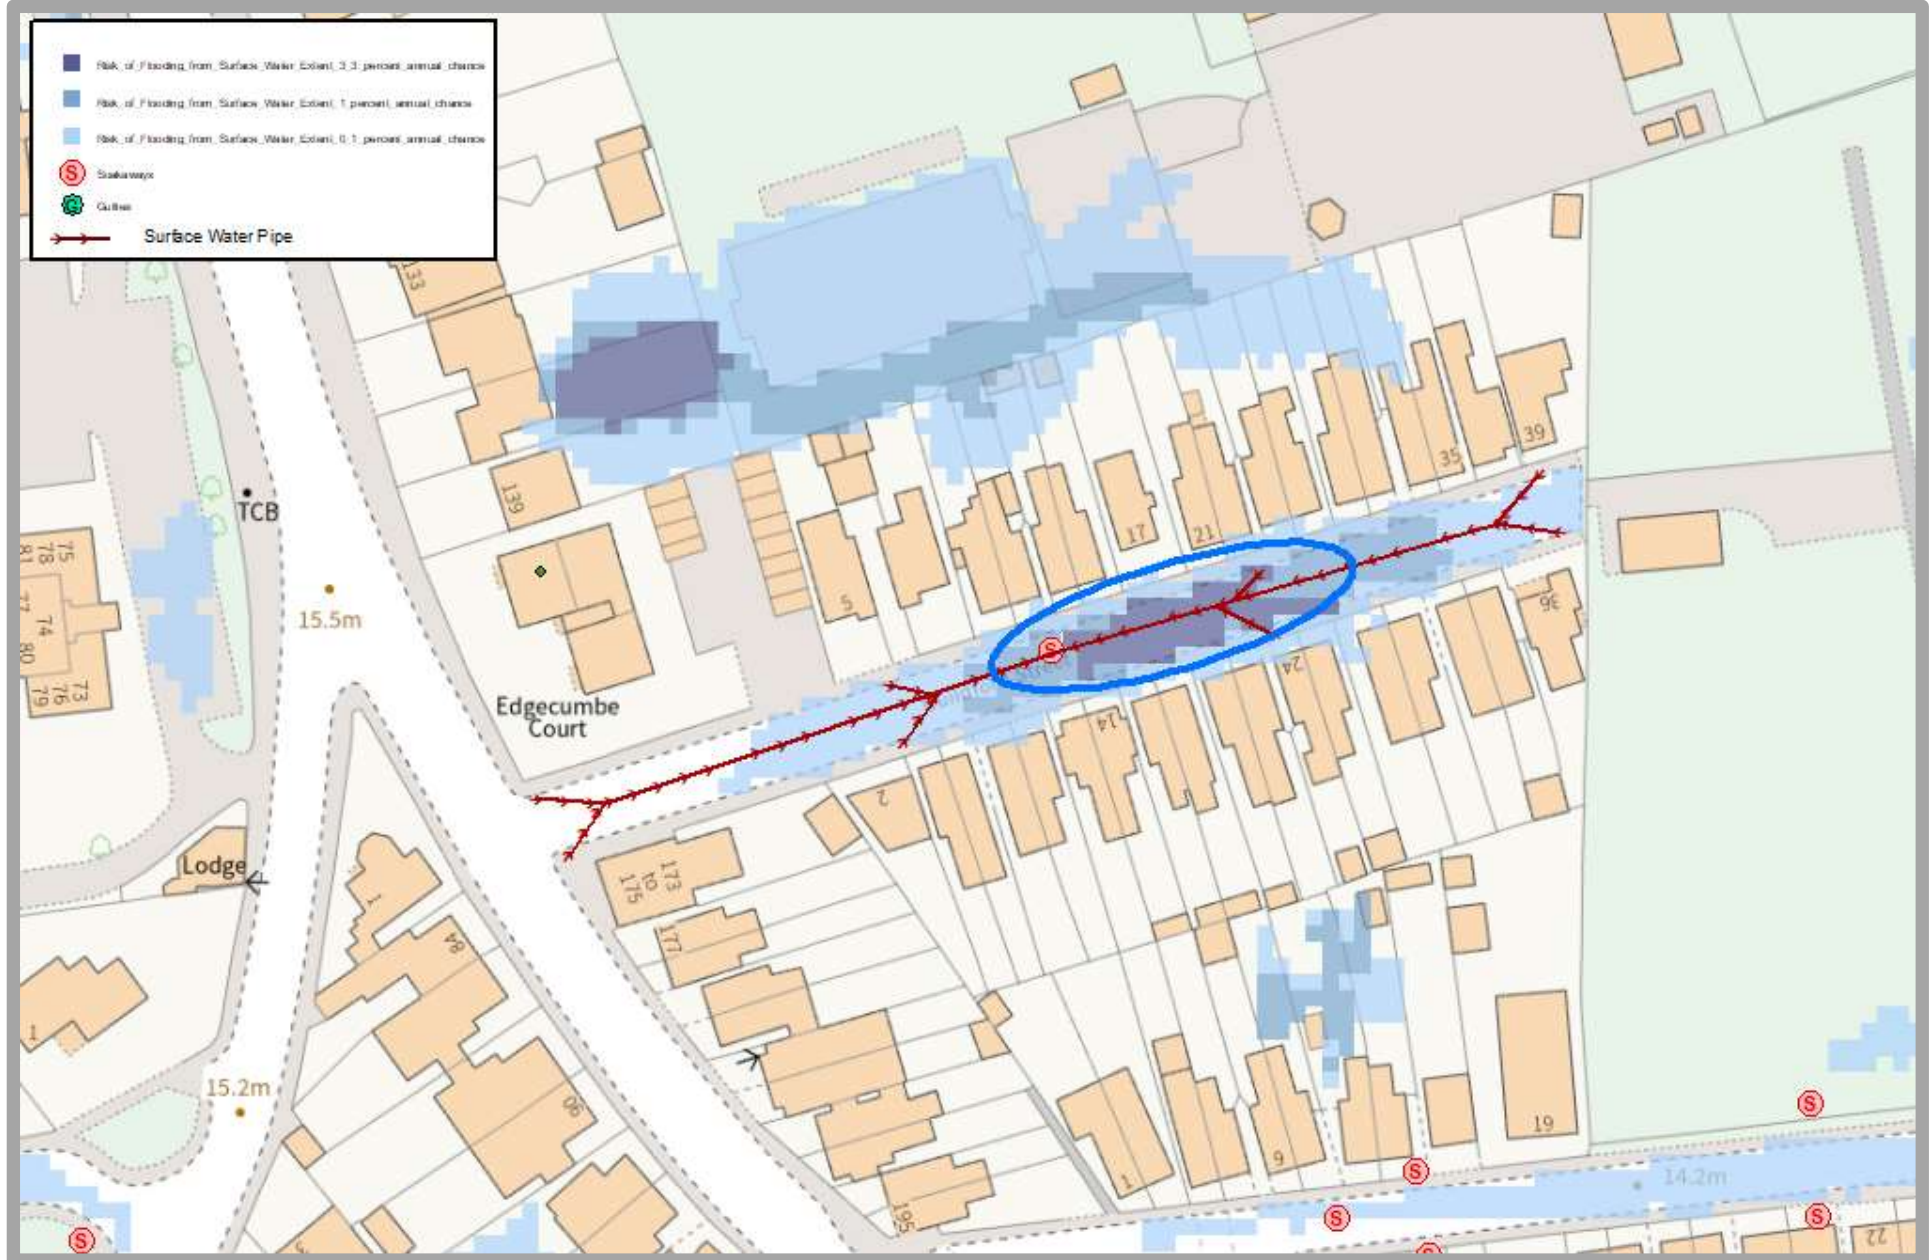 Risk_of_Flooding_from_Surface_Water_Extent_3_3_percent_annual_chance
Risk_of_Flooding_from_Surface_Water_Extent_1_percent_annual_chance
Risk_of_Flooding_from_Surface_Water_Extent_0_1_percent_annual_chance
S
Soakaways
G
Gullies
Surface Water Pipe
133
139
TCB
15.5m
75
78
81
77
74
80
73
76
79
Edgecumbe
Court
5
17
21
35
39
S
24
36
14
2
Lodge
173
to
175
177
1
84
1
15.2m
90
195
1
9
19
S
S
14.2m
S
S
S
S
22